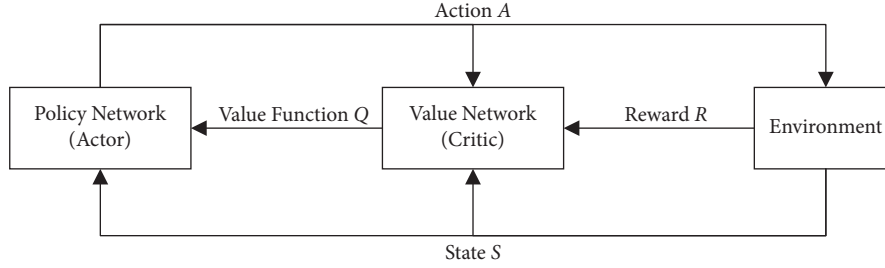 Action A
Policy Network
(Actor)
Value Function Q
Value Network
(Critic)
Reward R
Environment
State S